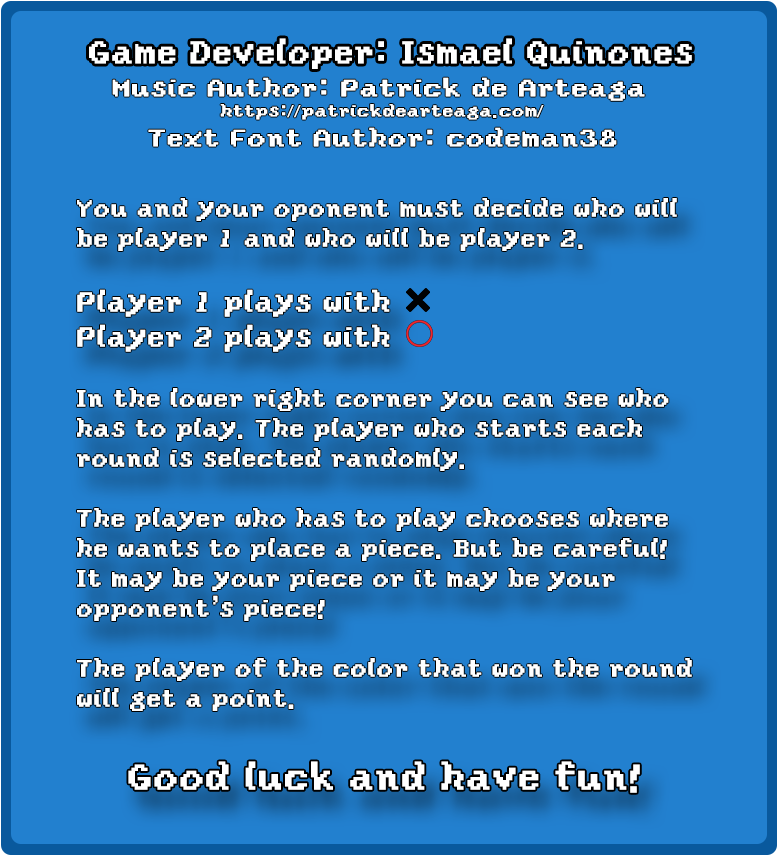 Game Developer: Ismael Quinones
Music Author: Patrick de Arteaga
https://patrickdearteaga.com/
Text Font Author: codeman38
You and your oponent must decide who will
be player 1 and who will be player 2.
Player 1 plays with
Player 2 plays with
In the lower right corner you can see who
has to play. The player who starts each
round is selected randomly.
The player who has to play chooses where
he wants to place a piece. But be careful!
It may be your piece or it may be your
opponent's piece!
The player of the color that won the round
will get a point.
Good luck and have fun!